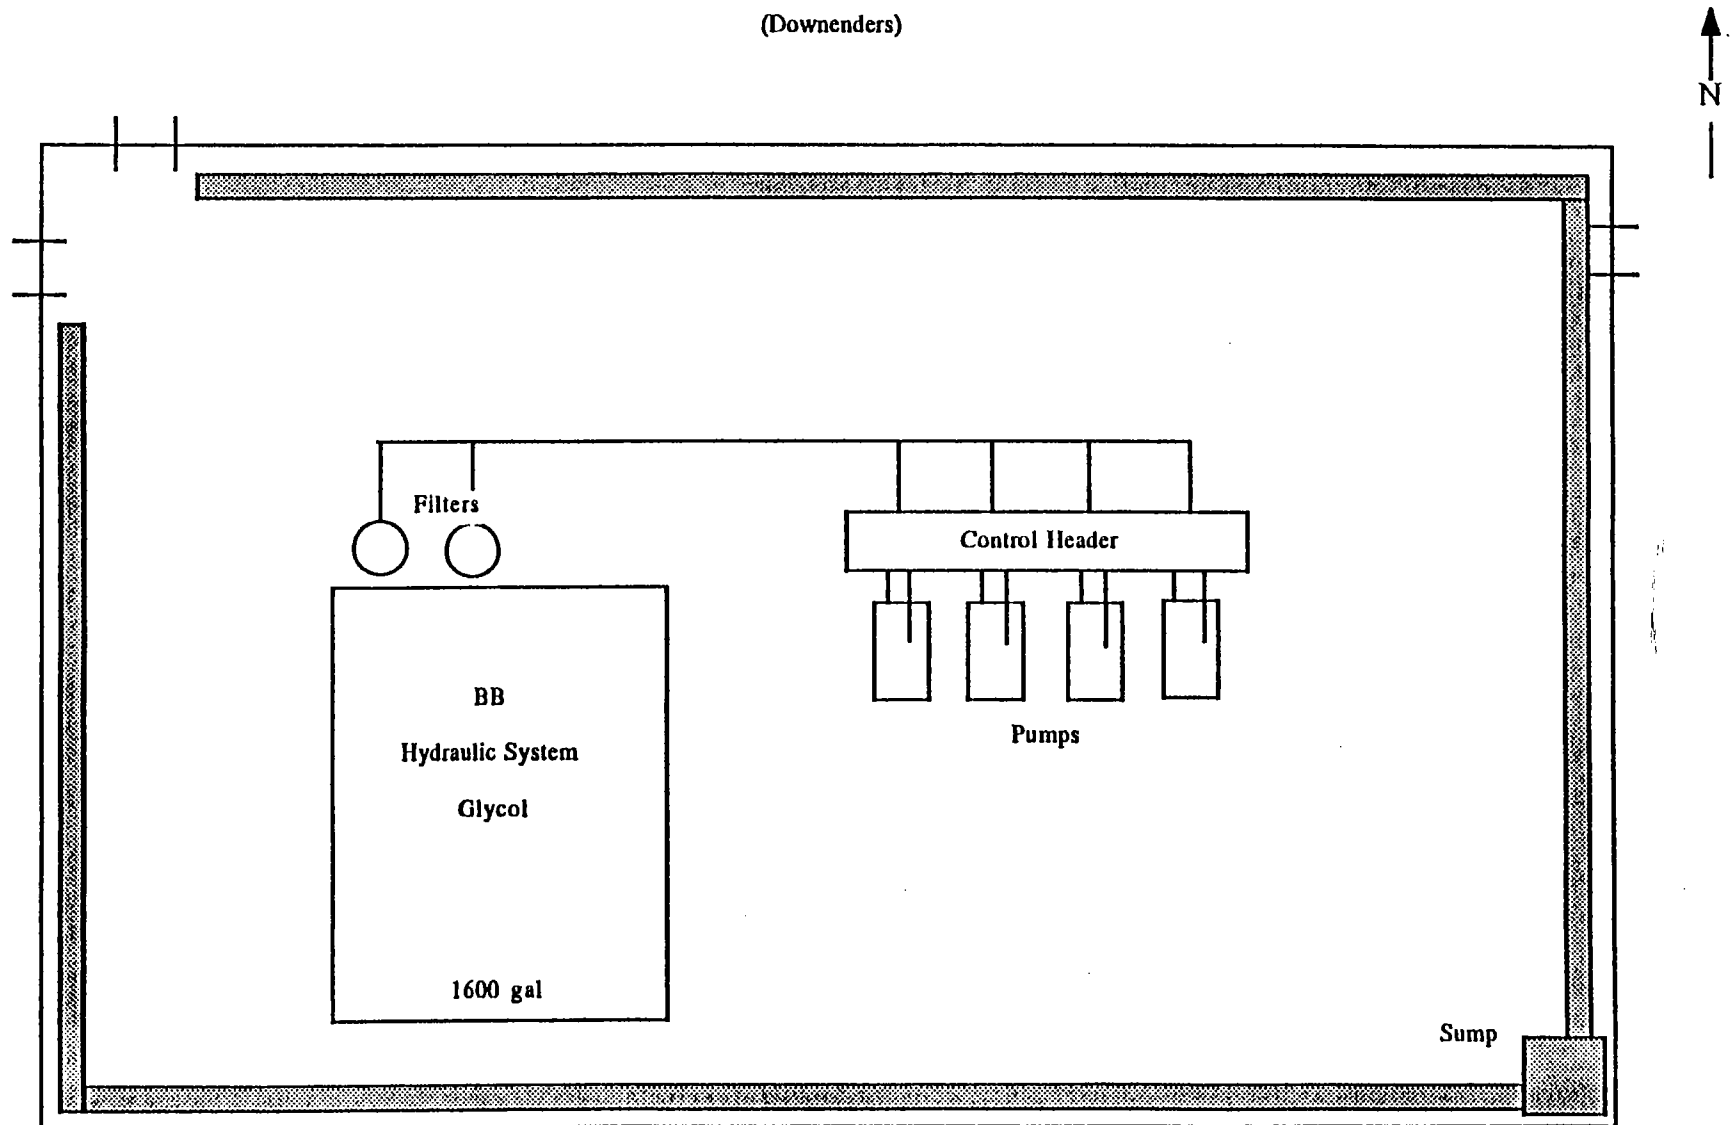 (Downenders)
N
Filters
Control Header
BB
Hydraulic System
Glycol
Pumps
1600 gal
Sump